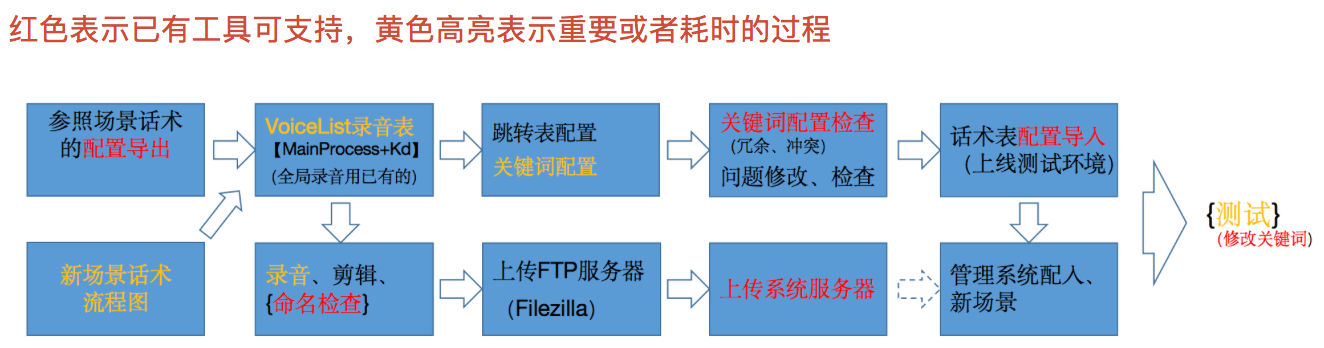 红色表示已有工具可支持，黄色高亮表示重要或者耗时的过程
参照场景话术
的配置导出
VoiceList录音表
【MainProcess+Kd】
(全局录音用已有的)
跳转表配置
关键词配置
关键词配置检查
(冗余、冲突)
问题修改、检查
话术表配置导入
(上线测试环境)
新场景话术
流程图
录音、剪辑、
{命名检查}
上传FTP服务器
(Filezilla)
上传系统服务器
管理系统配入、
新场景
{测试}
(修改关键词)